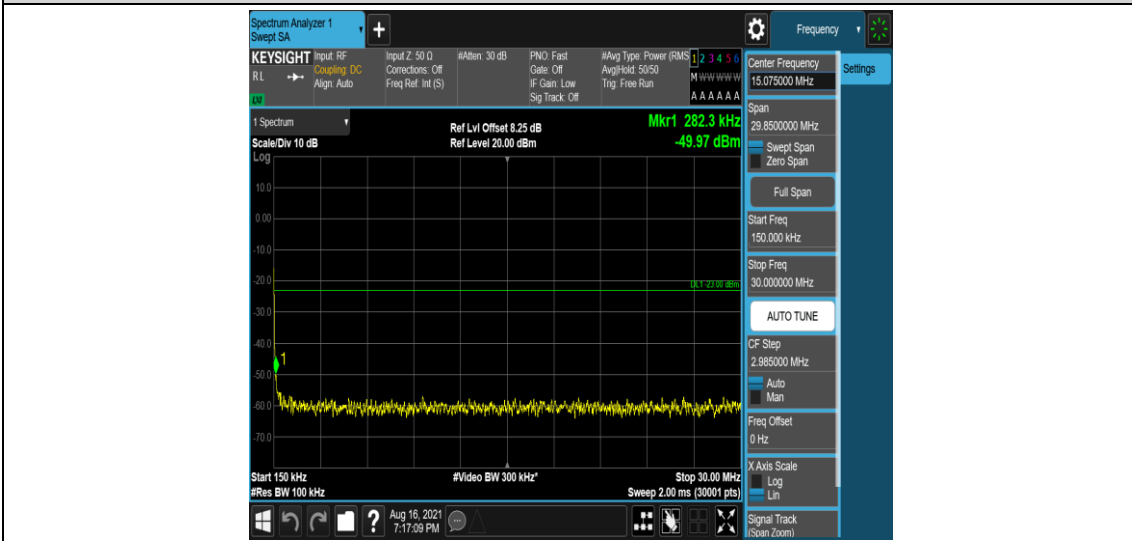 Spectrum Analyzer 1
Swept SA
+
Frequency
KEYSIGHT
RL
LXI
Input: RF
Coupling: DC
Align: Auto
Input Z: 50 Ω
Corrections: Off
Freq Ref: Int (S)
#Atten: 30 dB
PNO: Fast
Gate: Off
IF Gain: Low
Sig Track: Off
#Avg Type: Power (RMS
Avg|Hold: 50/50
Trig: Free Run
1 2 3 4 5 6
M W W W W W
A A A A A A
1 Spectrum
Scale/Div 10 dB
Ref Lvl Offset 8.25 dB
Ref Level 20.00 dBm
Mkr1 282.3 kHz
-49.97 dBm
Log
10.0
0.00
-10.0
-20.0
-30.0
-40.0
-50.0
-60.0
-70.0
DL1 -23.00 dBm
1
Start 150 kHz
#Res BW 100 kHz
#Video BW 300 kHz*
Stop 30.00 MHz
Sweep 2.00 ms (30001 pts)
?
Aug 16, 2021
7:17:09 PM
Center Frequency
15.075000 MHz
Settings
Span
29.8500000 MHz
Swept Span
Zero Span
Full Span
Start Freq
150.000 kHz
Stop Freq
30.000000 MHz
AUTO TUNE
CF Step
2.985000 MHz
Auto
Man
Freq Offset
0 Hz
X Axis Scale
Log
Lin
Signal Track
(Span Zoom)